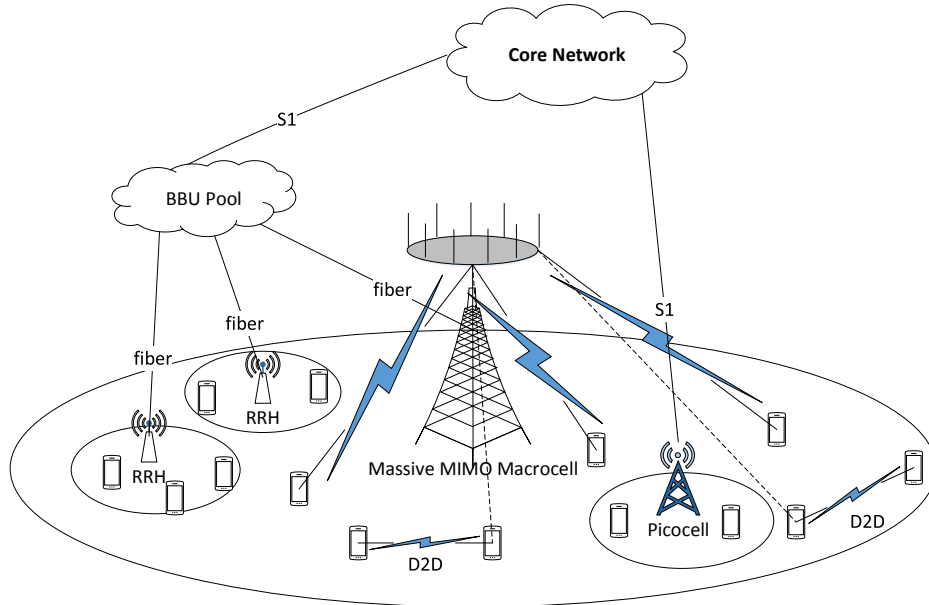 Core Network
S1
BBU Pool
fiber
S1
fiber
fiber
RRH
RRH
Massive MIMO Macrocell
Picocell
D2D
D2D